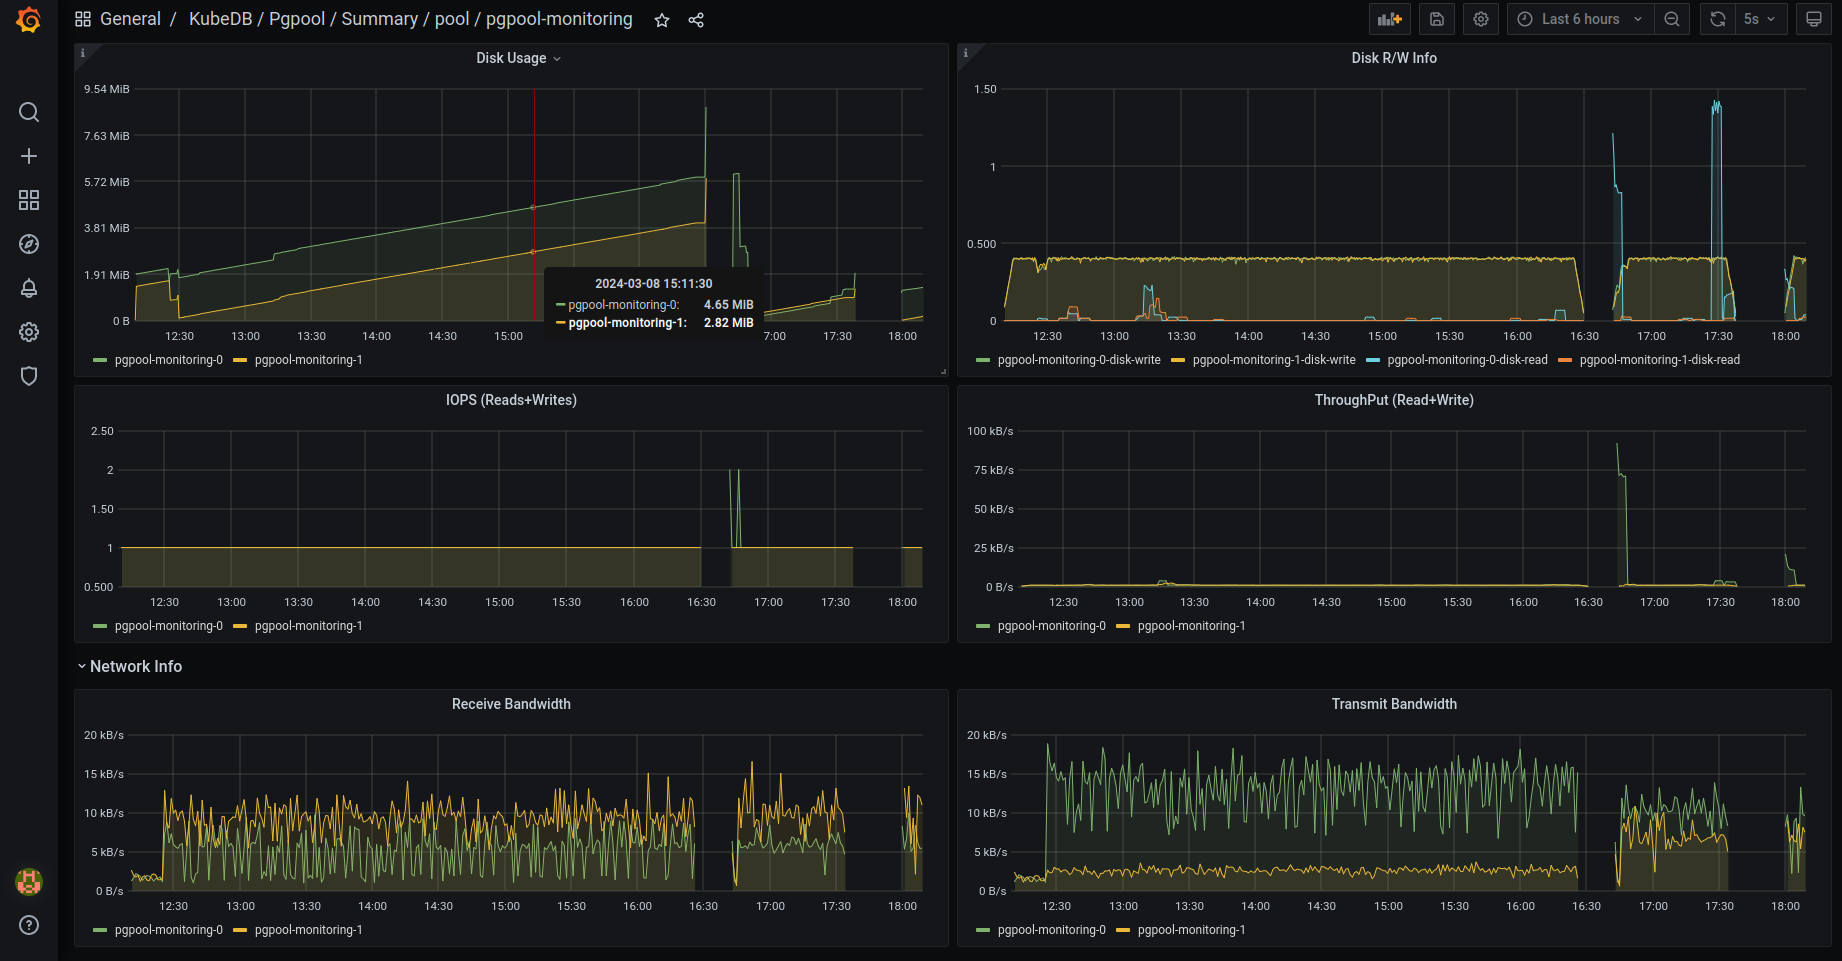 General / KubeDB / Pgpool / Summary / pool / pgpool-monitoring
Last 6 hours
5s
Disk Usage
9.54 MiB
7.63 MiB
5.72 MiB
3.81 MiB
1.91 MiB
0 B
12:30 13:00 13:30 14:00 14:30 15:00 7:00 17:30 18:00
2024-03-08 15:11:30
pgpool-monitoring-0: 4.65 MIB
pgpool-monitoring-1: 2.82 MIB
pgpool-monitoring-0 pgpool-monitoring-1
Disk R/W Info
1.50
1
0.500
0
12:30 13:00 13:30 14:00 14:30 15:00 15:30 16:00 16:30 17:00 17:30 18:00
pgpool-monitoring-0-disk-write pgpool-monitoring-1-disk-write pgpool-monitoring-0-disk-read pgpool-monitoring-1-disk-read
IOPS (Reads+Writes)
2.50
2
1.50
1
0.500
12:30 13:00 13:30 14:00 14:30 15:00 15:30 16:00 16:30 17:00 17:30 18:00
pgpool-monitoring-0 pgpool-monitoring-1
ThroughPut (Read+Write)
100 kB/s
75 kB/s
50 kB/s
25 kB/s
0 B/s
12:30 13:00 13:30 14:00 14:30 15:00 15:30 16:00 16:30 17:00 17:30 18:00
pgpool-monitoring-0 pgpool-monitoring-1
Network Info
Receive Bandwidth
20 kB/s
15 kB/s
10 kB/s
5 kB/s
0 B/s
12:30 13:00 13:30 14:00 14:30 15:00 15:30 16:00 16:30 17:00 17:30 18:00
pgpool-monitoring-0 pgpool-monitoring-1
Transmit Bandwidth
20 kB/s
15 kB/s
10 kB/s
5 kB/s
0 B/s
12:30 13:00 13:30 14:00 14:30 15:00 15:30 16:00 16:30 17:00 17:30 18:00
pgpool-monitoring-0 pgpool-monitoring-1